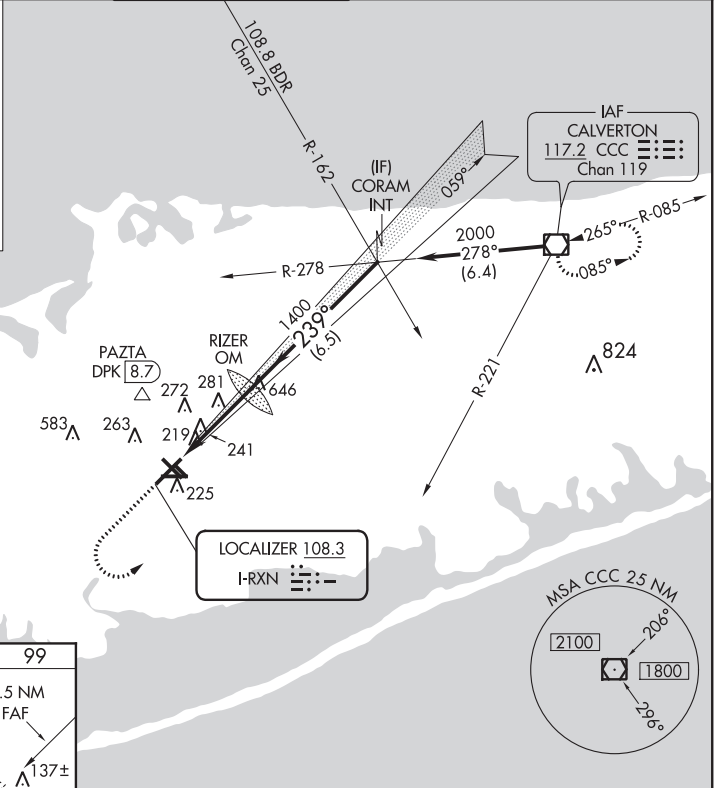 108.8 BDR
Chan 25
R-162
(IF)
CORAM
INT
059°
IAF
CALVERTON
117.2 CCC
Chan 119
2000
278°
(6.4)
265°
R-085
085°
R-278
1400
239°
(6.5)
RIZER
OM
R-221
824
PAZTA
DPK 8.7
272
281
646
583
263
219
241
225
LOCALIZER 108.3
I-RXN
MSA CCC 25 NM
2100
206°
1800
296°
99
.5 NM
FAF
137±